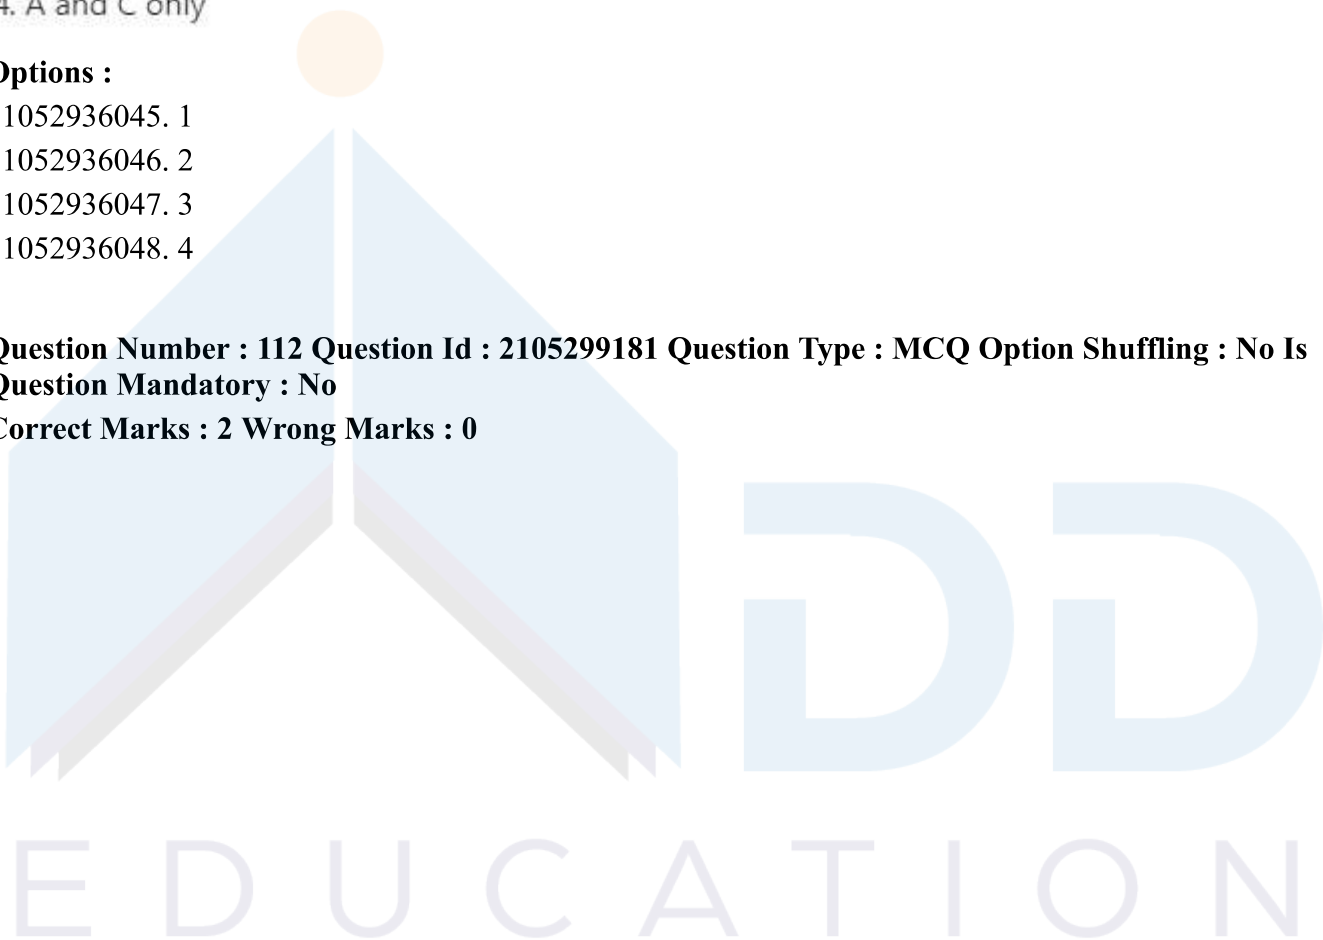 4. A and C only
Options :
1052936045. 1
1052936046. 2
1052936047. 3
1052936048. 4
Question Number : 112 Question Id : 2105299181 Question Type : MCQ Option Shuffling : No Is
Question Mandatory : No
Correct Marks : 2 Wrong Marks : 0
DD
EDUCATION